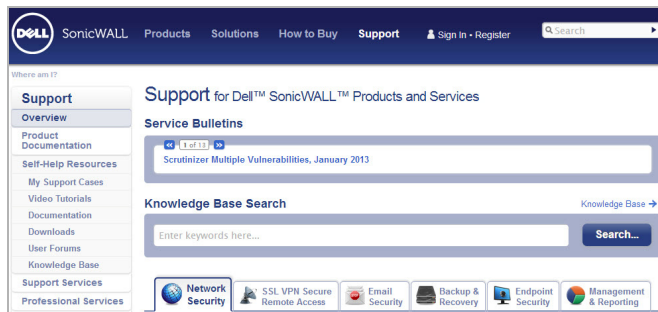 DELL SonicWALL Products Solutions How to Buy Support Sign In • Register Search
Where am I?
Support
Overview
Product
Documentation
Self-Help Resources
My Support Cases
Video Tutorials
Documentation
Downloads
User Forums
Knowledge Base
Support Services
Professional Services
Support for Dell™ SonicWALL™ Products and Services
Service Bulletins
1 of 13
Scrutinizer Multiple Vulnerabilities, January 2013
Knowledge Base Search
Knowledge Base
Enter keywords here...
Search...
Network
Security
SSL VPN Secure
Remote Access
Email
Security
Backup &
Recovery
Endpoint
Security
Management
& Reporting